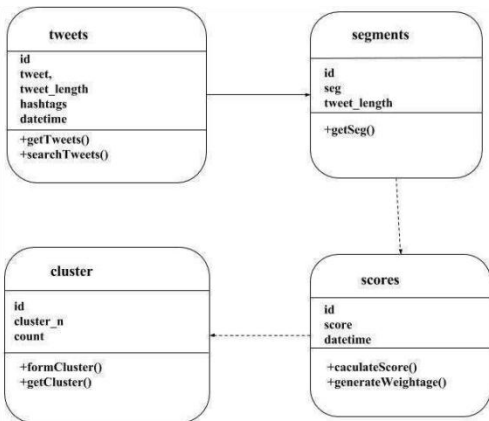 tweets
id
tweet,
tweet_length
hashtags
datetime
+getTweets()
+searchTweets()
segments
id
seg
tweet_length
+getSeg()
cluster
id
cluster_n
count
+formCluster()
+getCluster()
scores
id
score
datetime
+caculateScore()
+generateWeightage()